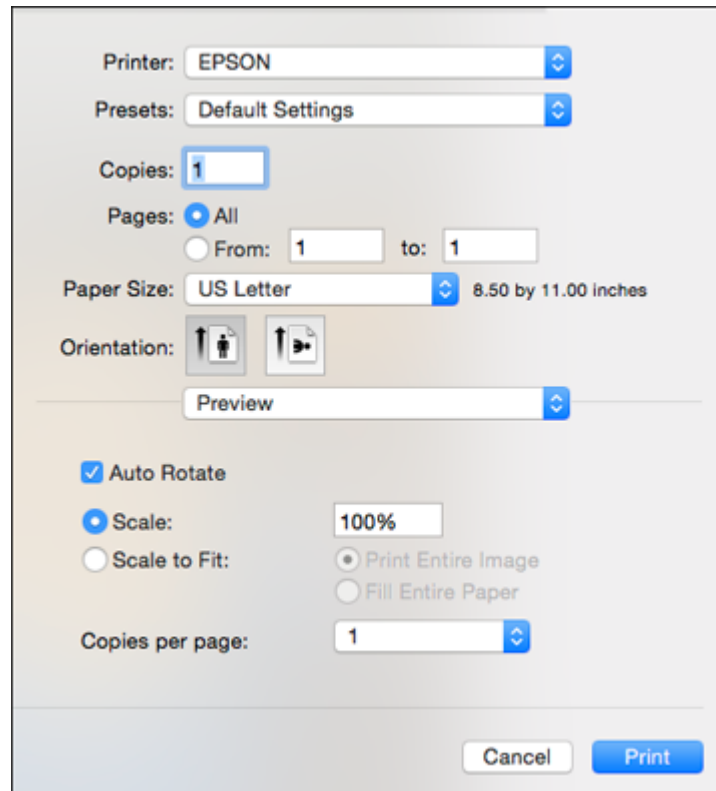 Printer: EPSON
Presets: Default Settings
Copies: 1
Pages: All
From: 1 to: 1
Paper Size: US Letter 8.50 by 11.00 inches
Orientation:
Preview
Auto Rotate
Scale: 100%
Scale to Fit: Print Entire Image
Fill Entire Paper
Copies per page: 1
Cancel Print